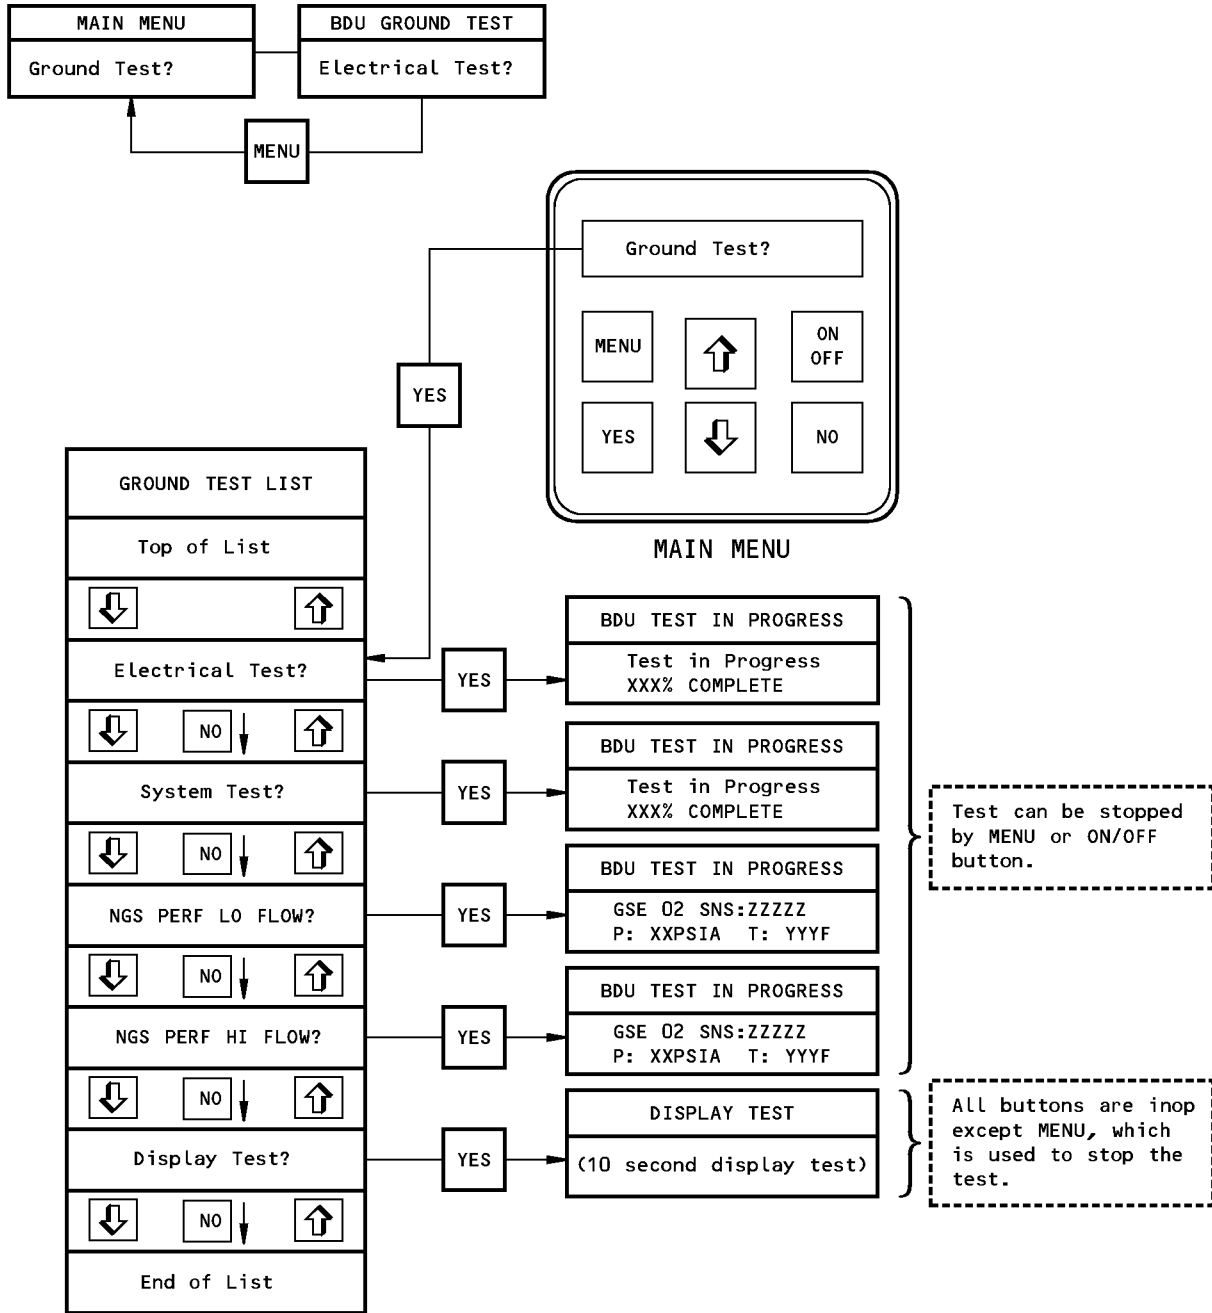 MAIN MENU
Ground Test?
BDU GROUND TEST
Electrical Test?
MENU
Ground Test?
MENU
ON
OFF
YES
NO
MAIN MENU
YES
GROUND TEST LIST
Top of List
Electrical Test?
YES
BDU TEST IN PROGRESS
Test in Progress
XXX% COMPLETE
NO
System Test?
YES
BDU TEST IN PROGRESS
Test in Progress
XXX% COMPLETE
NO
NGS PERF LO FLOW?
YES
BDU TEST IN PROGRESS
GSE O2 SNS:ZZZZZ
P: XXPSIA T: YYYF
NO
NGS PERF HI FLOW?
YES
BDU TEST IN PROGRESS
GSE O2 SNS:ZZZZZ
P: XXPSIA T: YYYF
Test can be stopped
by MENU or ON/OFF
button.
NO
Display Test?
YES
DISPLAY TEST
(10 second display test)
All buttons are inop
except MENU, which
is used to stop the
test.
NO
End of List